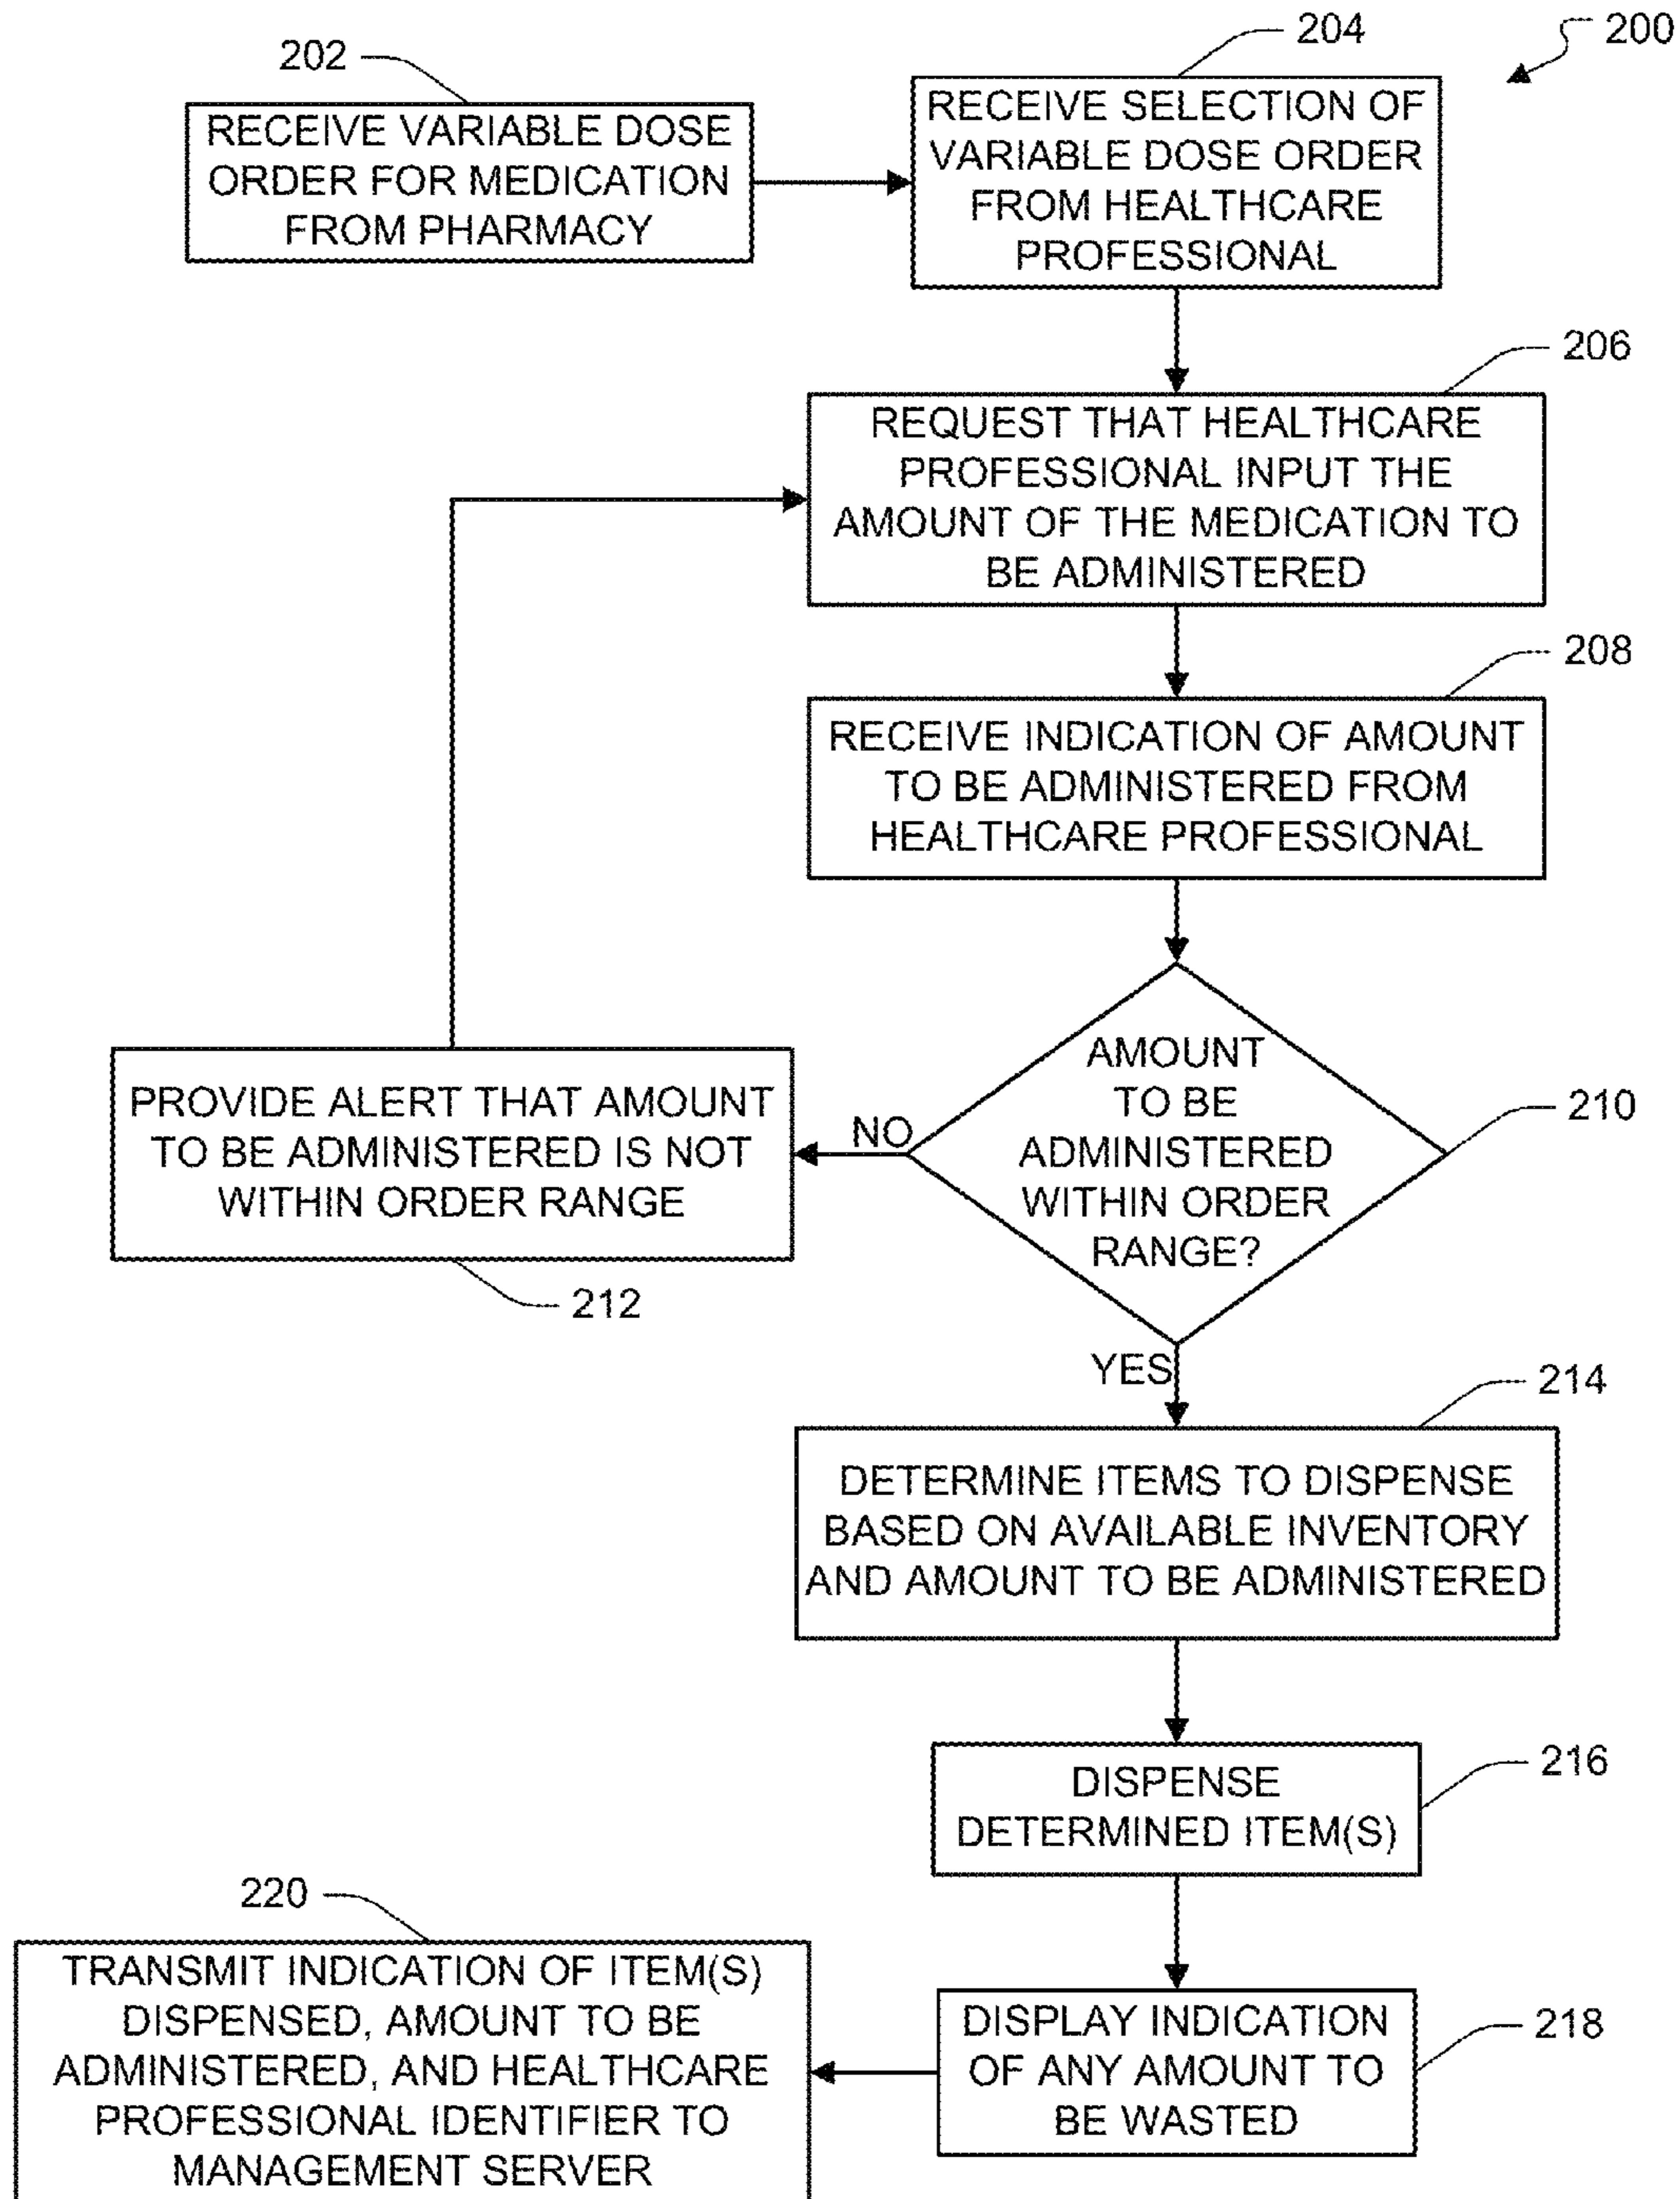 200
202
RECEIVE VARIABLE DOSE
ORDER FOR MEDICATION
FROM PHARMACY
204
RECEIVE SELECTION OF
VARIABLE DOSE ORDER
FROM HEALTHCARE
PROFESSIONAL
206
REQUEST THAT HEALTHCARE
PROFESSIONAL INPUT THE
AMOUNT OF THE MEDICATION TO
BE ADMINISTERED
208
RECEIVE INDICATION OF AMOUNT
TO BE ADMINISTERED FROM
HEALTHCARE PROFESSIONAL
AMOUNT
TO BE
ADMINISTERED
WITHIN ORDER
RANGE?
210
NO
PROVIDE ALERT THAT AMOUNT
TO BE ADMINISTERED IS NOT
WITHIN ORDER RANGE
212
YES
214
DETERMINE ITEMS TO DISPENSE
BASED ON AVAILABLE INVENTORY
AND AMOUNT TO BE ADMINISTERED
DISPENSE
DETERMINED ITEM(S)
216
DISPLAY INDICATION
OF ANY AMOUNT TO
BE WASTED
218
220
TRANSMIT INDICATION OF ITEM(S)
DISPENSED, AMOUNT TO BE
ADMINISTERED, AND HEALTHCARE
PROFESSIONAL IDENTIFIER TO
MANAGEMENT SERVER